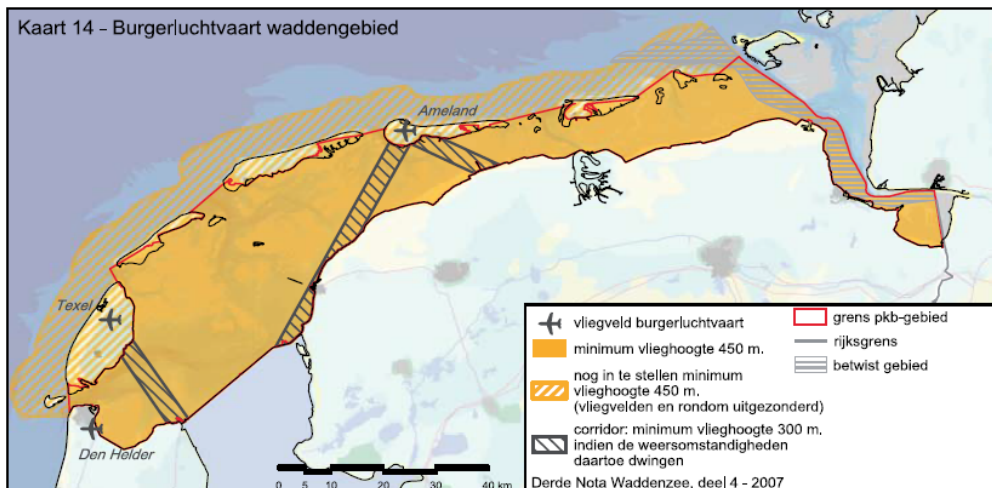 Kaart 14 - Burgerluchtvaart waddengebied
Ameland
Texel
Den Helder
vliegveld burgerluchtvaart
minimum vlieghoogte 450 m.
nog in te stellen minimum
vlieghoogte 450 m.
(vliegvelden en rondom uitgezonderd)
corridor: minimum vlieghoogte 300 m.
indien de weersomstandigheden
daartoe dwingen
grens pkb-gebied
rijksgrens
betwist gebied
0 5 10 20 30 40 km
Derde Nota Waddenzee, deel 4 - 2007